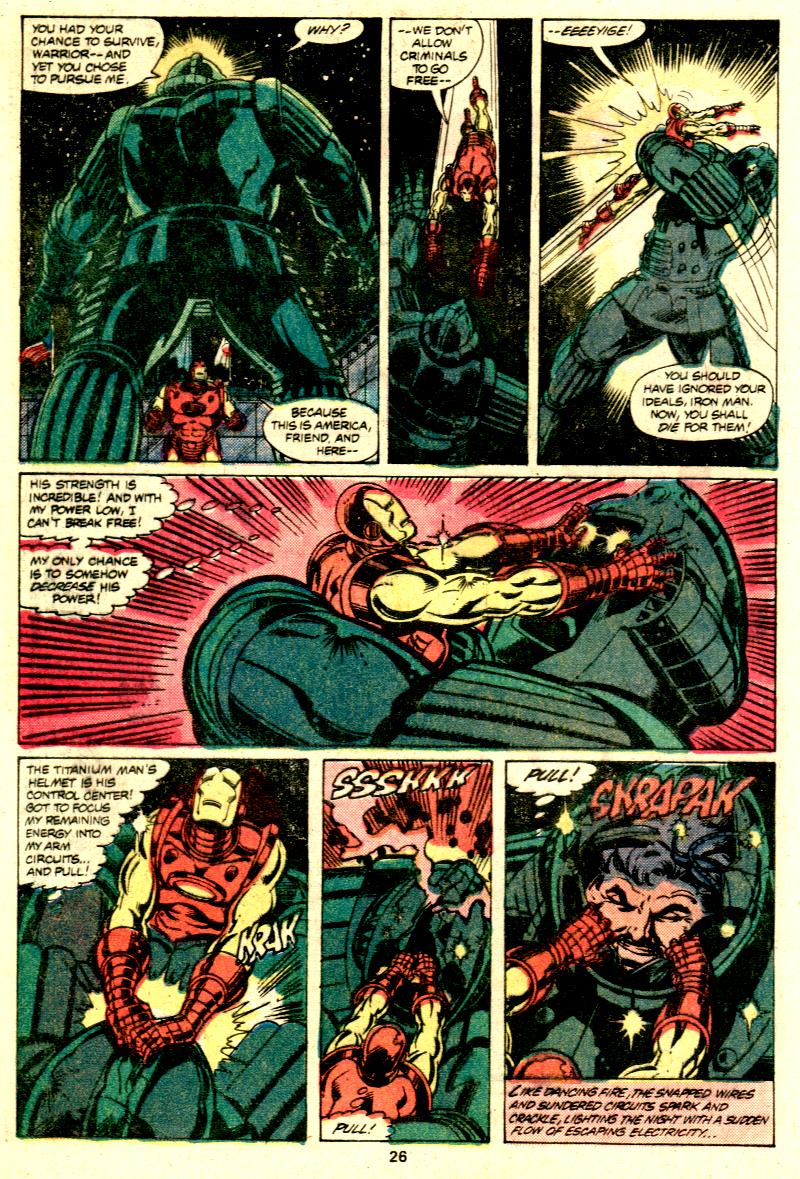 YOU HAD YOUR
CHANCE TO SURVIVE,
WARRIOR--AND
YET YOU CHOSE
TO PURSUE ME.
WHY?
BECAUSE
THIS IS AMERICA,
FRIEND, AND
HERE--
--WE DON'T
ALLOW
CRIMINALS
TO GO
FREE--
--EEEEYIGE!
YOU SHOULD
HAVE IGNORED YOUR
IDEALS, IRON MAN.
NOW, YOU SHALL
DIE FOR THEM!
HIS STRENGTH IS
INCREDIBLE! AND WITH
MY POWER LOW, I
CAN'T BREAK FREE!
MY ONLY CHANCE
IS TO SOMEHOW
DECREASE HIS
POWER!
THE TITANIUM MAN'S
HELMET IS HIS
CONTROL CENTER!
GOT TO FOCUS
MY REMAINING
ENERGY INTO
MY ARM
CIRCUITS...
AND PULL!
KRAK
SSSHKKK
PULL!
PULL!
SKRAPAK
LIKE DANCING FIRE, THE SNAPPED WIRES
AND SUNDERED CIRCUITS SPARK AND
CRACKLE, LIGHTING THE NIGHT WITH A SUDDEN
FLOW OF ESCAPING ELECTRICITY...
26